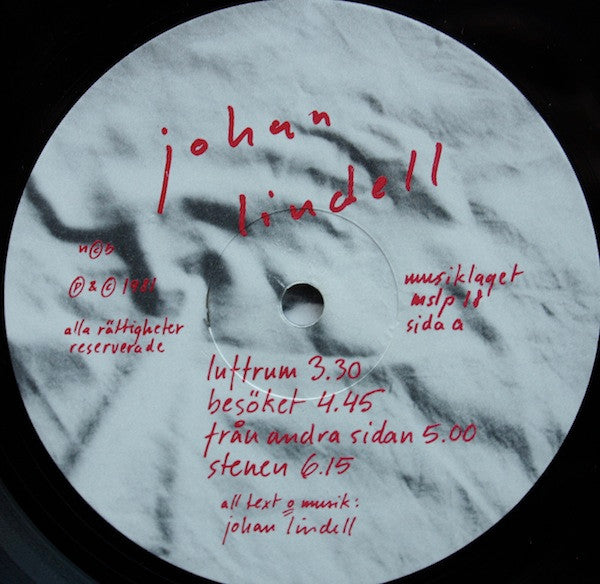 johan
lindell
n©b
℗ & © 1981
alla rättigheter
reserverade
musiklaget
mslp 18
sida a
luftrum 3.30
besöket 4.45
från andra sidan 5.00
stenen 6.15
all text o musik:
johan lindell